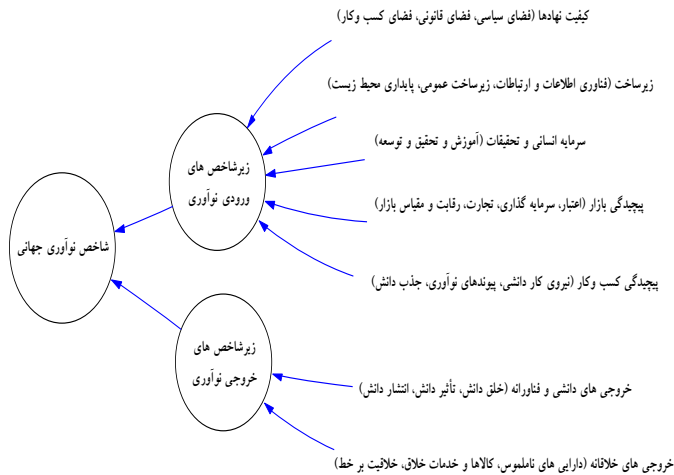 کیفیت نهادها (فضای سیاسی، فضای قانونی، فضای کسب وکار)
زیرساخت (فناوری اطلاعات و ارتباطات، زیرساخت عمومی، پایداری محیط زیست)
سرمایه انسانی و تحقیقات (آموزش و تحقیق و توسعه)
پیچیدگی بازار (اعتبار، سرمایه گذاری، تجارت، رقابت و مقیاس بازار)
پیچیدگی کسب وکار (نیروی کار دانشی، پیوندهای نوآوری، جذب دانش)
زیرشاخص های
ورودی نوآوری
شاخص نوآوری جهانی
زیرشاخص های
خروجی نوآوری
خروجی های دانشی و فناورانه (خلق دانش، تأثیر دانش، انتشار دانش)
خروجی های خلاقانه (دارایی های ناملموس، کالاها و خدمات خلاق، خلاقیت بر خط)